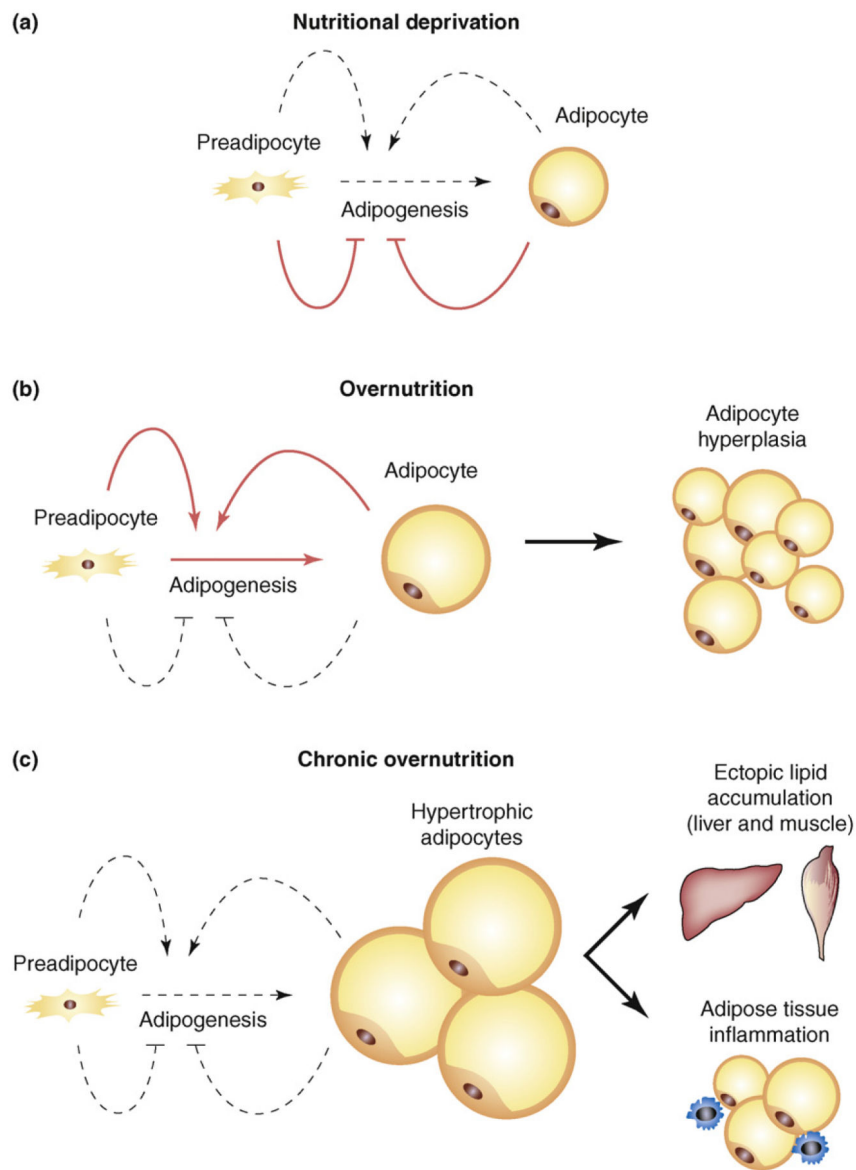 (a)
Nutritional deprivation
Preadipocyte
Adipocyte
Adipogenesis
(b)
Overnutrition
Preadipocyte
Adipocyte
Adipogenesis
Adipocyte
hyperplasia
(c)
Chronic overnutrition
Preadipocyte
Adipogenesis
Hypertrophic
adipocytes
Ectopic lipid
accumulation
(liver and muscle)
Adipose tissue
inflammation